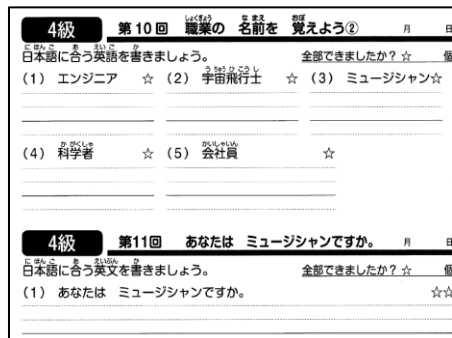 4級 第10回 職業の 名前を 覚えよう② 月 日
日本語に合う英語を書きましょう。 全部できましたか?☆ 個
(1) エンジニア ☆ (2) 宇宙飛行士 ☆ (3) ミュージシャン☆
(4) 科学者 ☆ (5) 会社員 ☆
4級 第11回 あなたは ミュージシャンですか。 月 日
日本語に合う英文を書きましょう。 全部できましたか?☆ 個
(1) あなたは ミュージシャンですか。 ☆☆